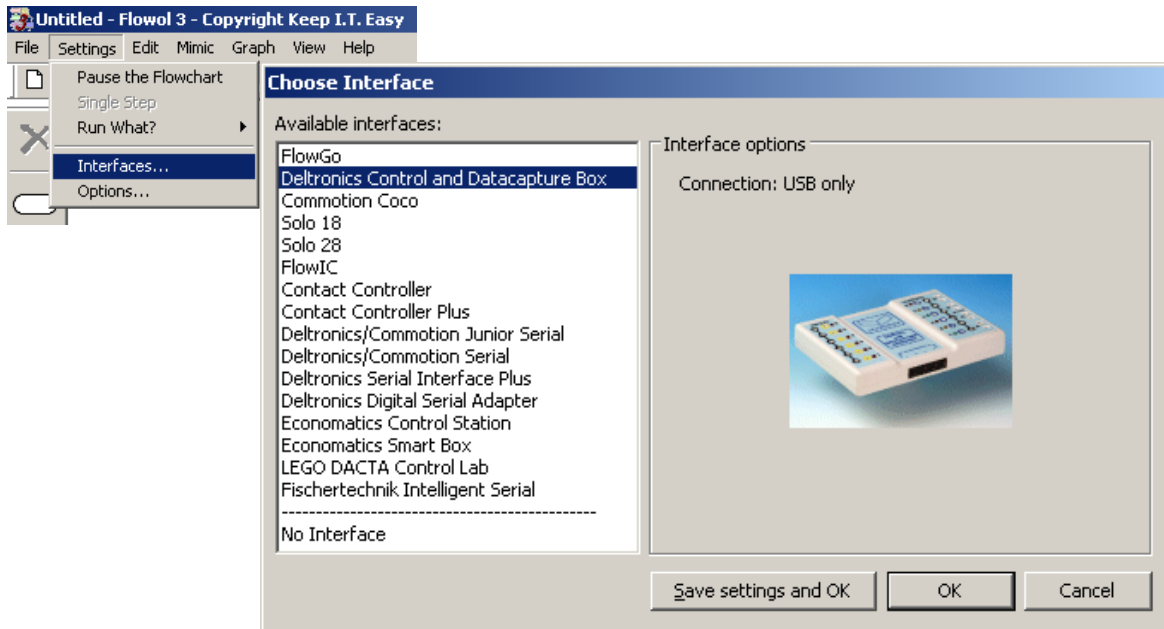 Untitled - Flowol 3 - Copyright Keep I.T. Easy
File Settings Edit Mimic Graph View Help
Pause the Flowchart
Single Step
Run What?
Interfaces...
Options...
Choose Interface
Available interfaces:
FlowGo
Deltronics Control and Datacapture Box
Commotion Coco
Solo 18
Solo 28
FlowIC
Contact Controller
Contact Controller Plus
Deltronics/Commotion Junior Serial
Deltronics/Commotion Serial
Deltronics Serial Interface Plus
Deltronics Digital Serial Adapter
Economatics Control Station
Economatics Smart Box
LEGO DACTA Control Lab
Fischertechnik Intelligent Serial
----------------------------------------------
No Interface
Interface options
Connection: USB only
Save settings and OK OK Cancel